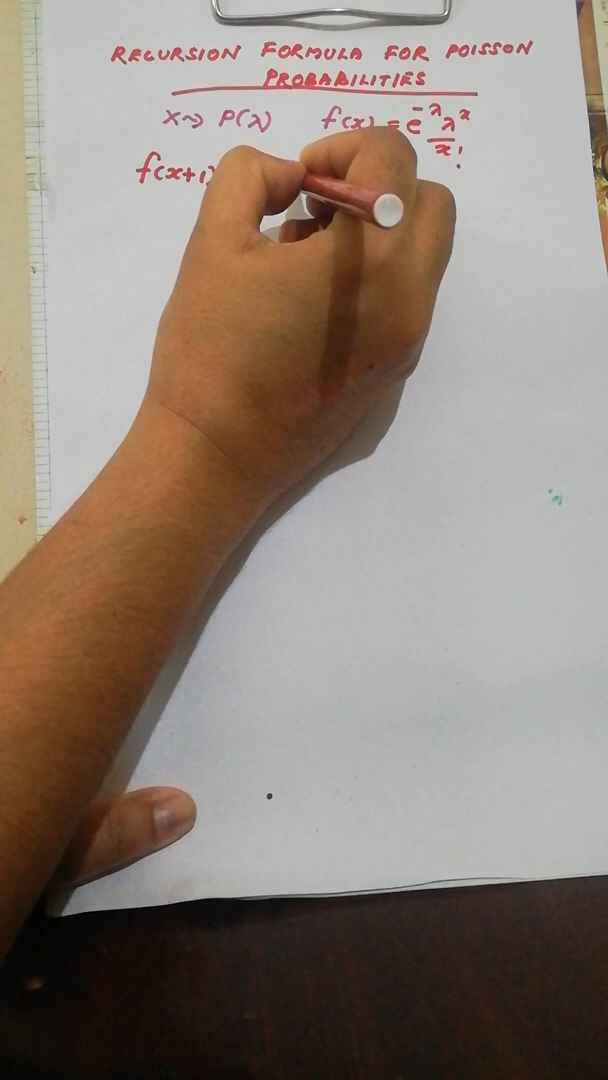 RECURSION FORMULA FOR POISSON
PROBABILITIES
X ~> P(λ) f(x) = e^-λ λ^x / x!
f(x+1)